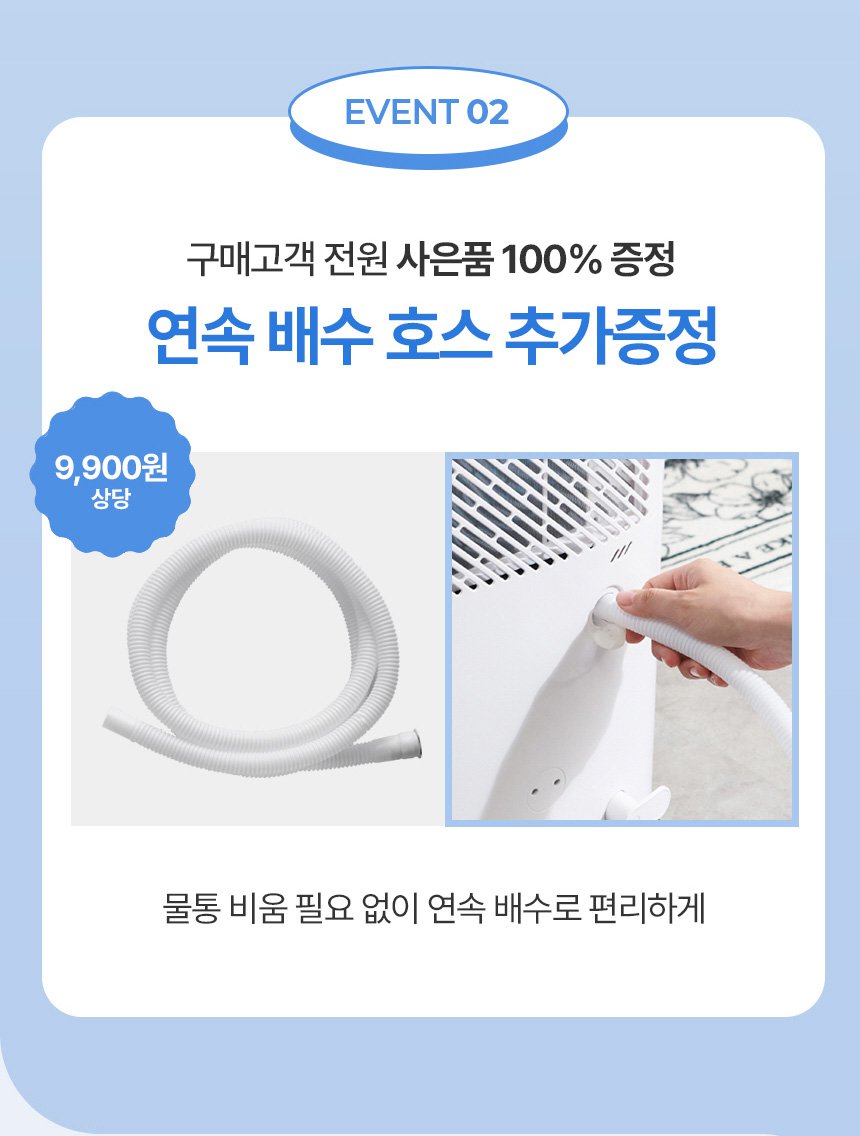 EVENT 02
구매고객 전원 사은품 100% 증정
연속 배수 호스 추가증정
9,900원
상당
물통 비움 필요 없이 연속 배수로 편리하게